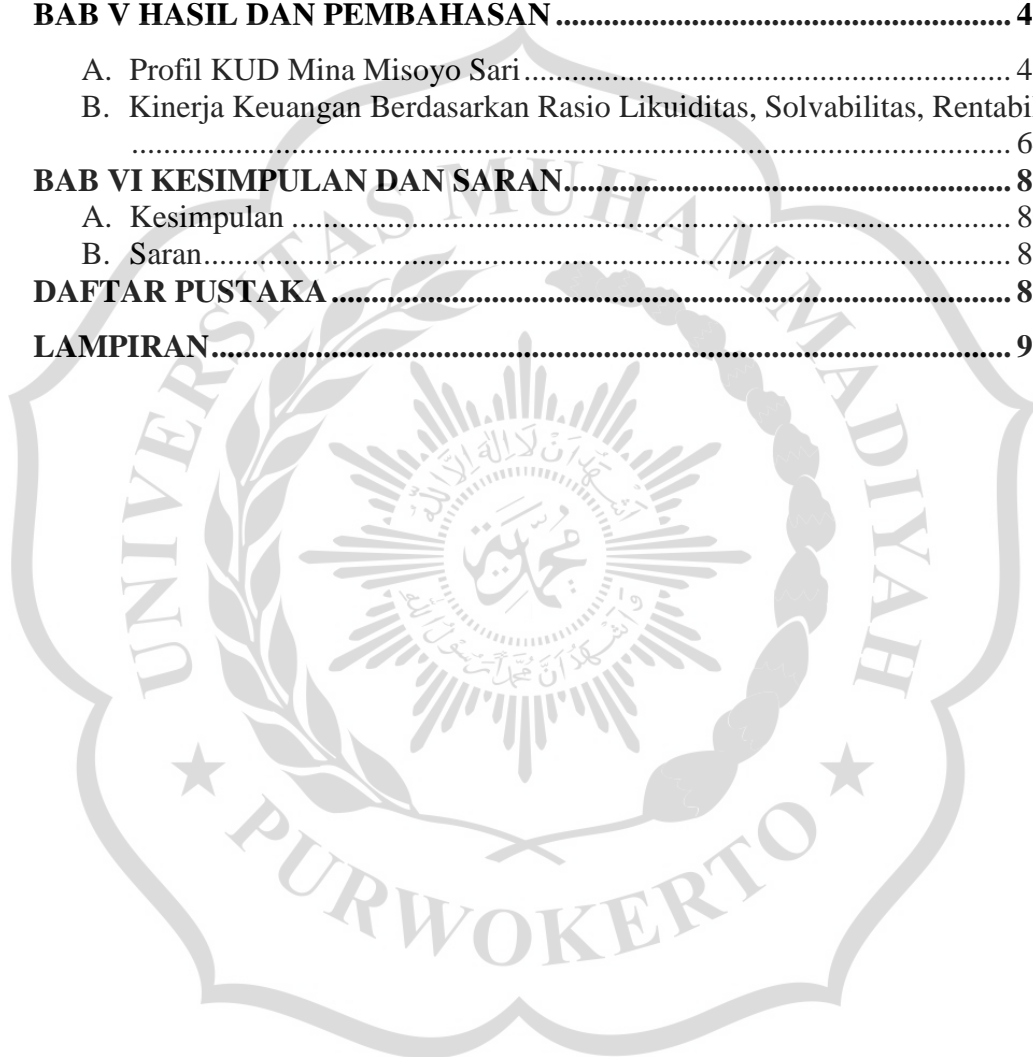 BAB V HASIL DAN PEMBAHASAN ........................................................ 4
A. Profil KUD Mina Misoyo Sari ............................................................. 4
B. Kinerja Keuangan Berdasarkan Rasio Likuiditas, Solvabilitas, Rentabi
................................................................................................................ 6
BAB VI KESIMPULAN DAN SARAN....................................................... 8
A. Kesimpulan .......................................................................................... 8
B. Saran..................................................................................................... 8
DAFTAR PUSTAKA .................................................................................... 8
LAMPIRAN................................................................................................... 9
UNIVERSITAS MUHAMMADIYAH
PURWOKERTO